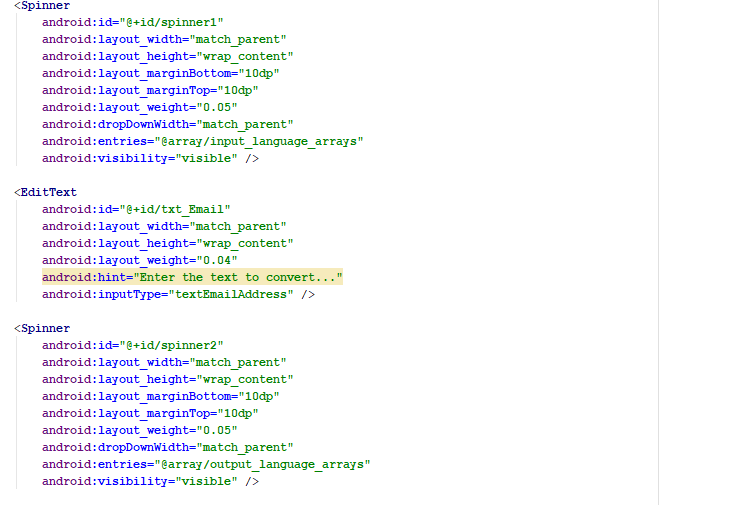 <Spinner
    android:id="@+id/spinner1"
    android:layout_width="match_parent"
    android:layout_height="wrap_content"
    android:layout_marginBottom="10dp"
    android:layout_marginTop="10dp"
    android:layout_weight="0.05"
    android:dropDownWidth="match_parent"
    android:entries="@array/input_language_arrays"
    android:visibility="visible" />

<EditText
    android:id="@+id/txt_Email"
    android:layout_width="match_parent"
    android:layout_height="wrap_content"
    android:layout_weight="0.04"
    android:hint="Enter the text to convert..."
    android:inputType="textEmailAddress" />

<Spinner
    android:id="@+id/spinner2"
    android:layout_width="match_parent"
    android:layout_height="wrap_content"
    android:layout_marginBottom="10dp"
    android:layout_marginTop="10dp"
    android:layout_weight="0.05"
    android:dropDownWidth="match_parent"
    android:entries="@array/output_language_arrays"
    android:visibility="visible" />